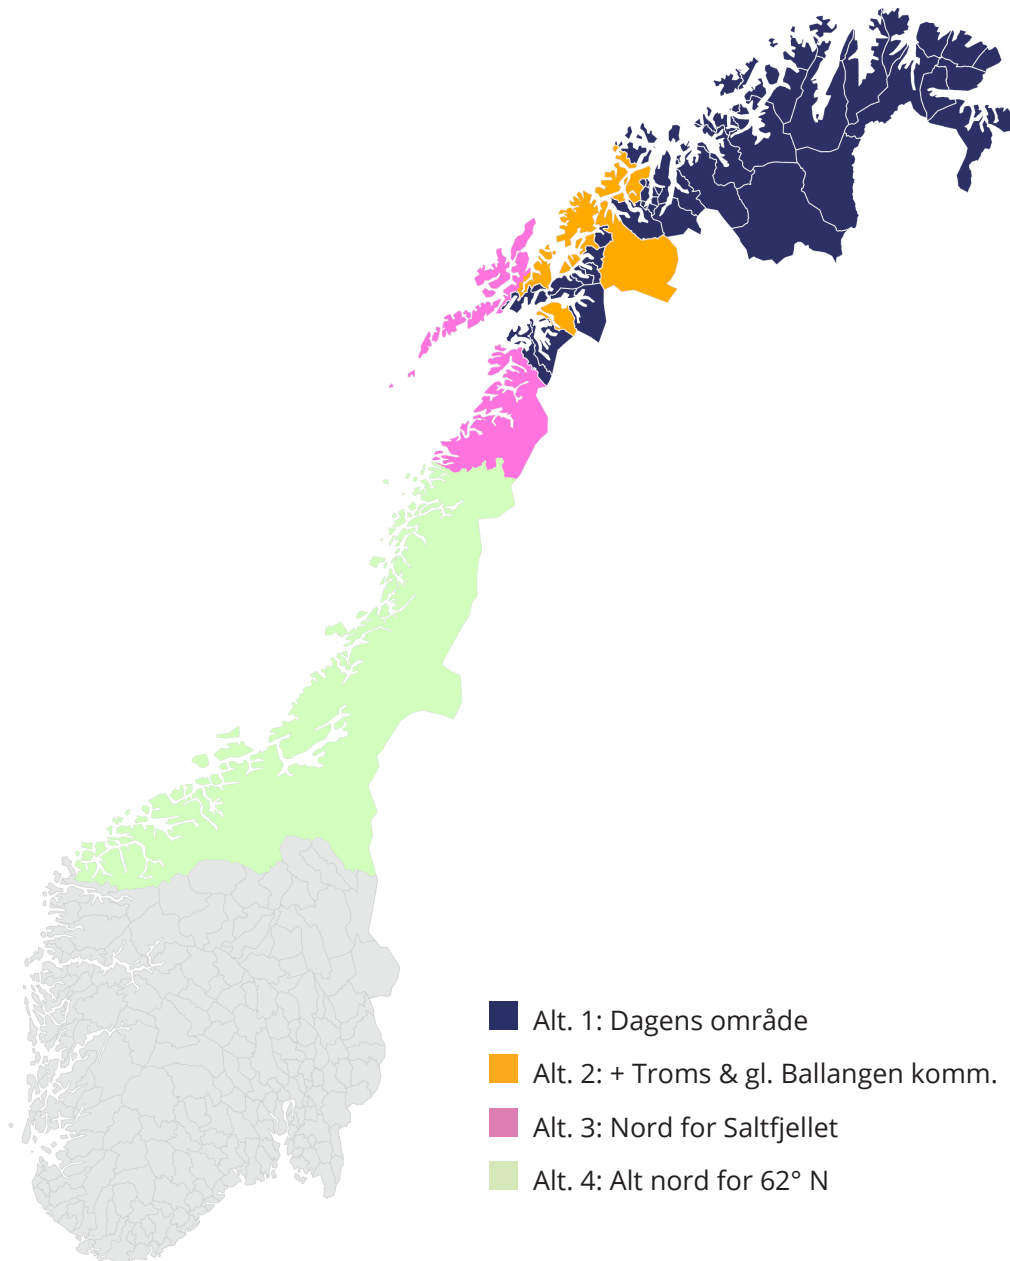 Alt. 1: Dagens område
Alt. 2: + Troms & gl. Ballangen komm.
Alt. 3: Nord for Saltfjellet
Alt. 4: Alt nord for 62° N